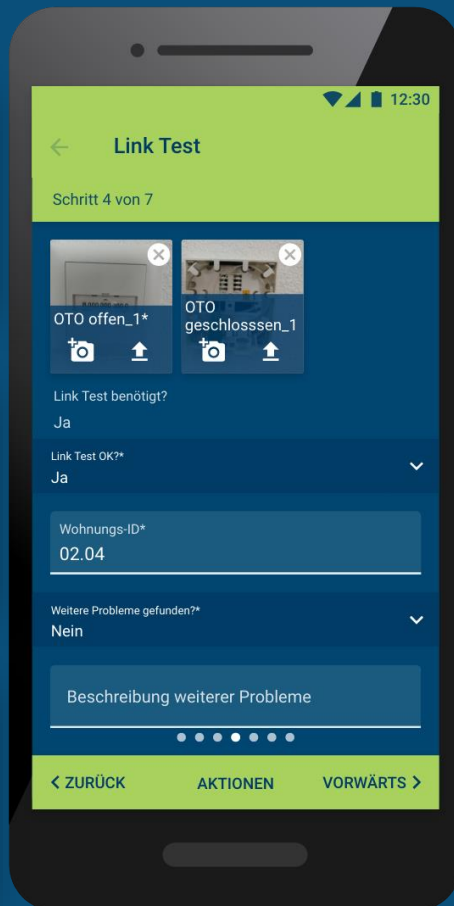 12:30
Link Test
Schritt 4 von 7
OTO offen_1*
OTO
geschlosssen_1
Link Test benötigt?
Ja
Link Test OK?*
Ja
Wohnungs-ID*
02.04
Weitere Probleme gefunden?*
Nein
Beschreibung weiterer Probleme
ZURÜCK
AKTIONEN
VORWÄRTS